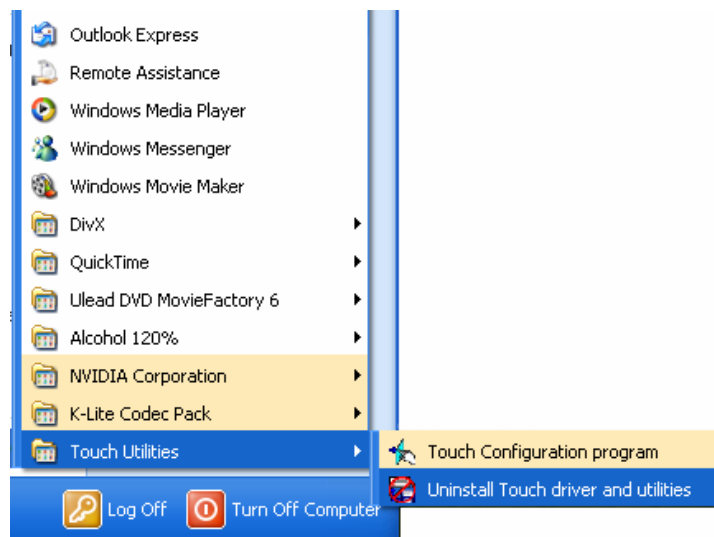 Outlook Express
Remote Assistance
Windows Media Player
Windows Messenger
Windows Movie Maker
DivX
QuickTime
Ulead DVD MovieFactory 6
Alcohol 120%
NVIDIA Corporation
K-Lite Codec Pack
Touch Utilities
Touch Configuration program
Uninstall Touch driver and utilities
Log Off
Turn Off Computer